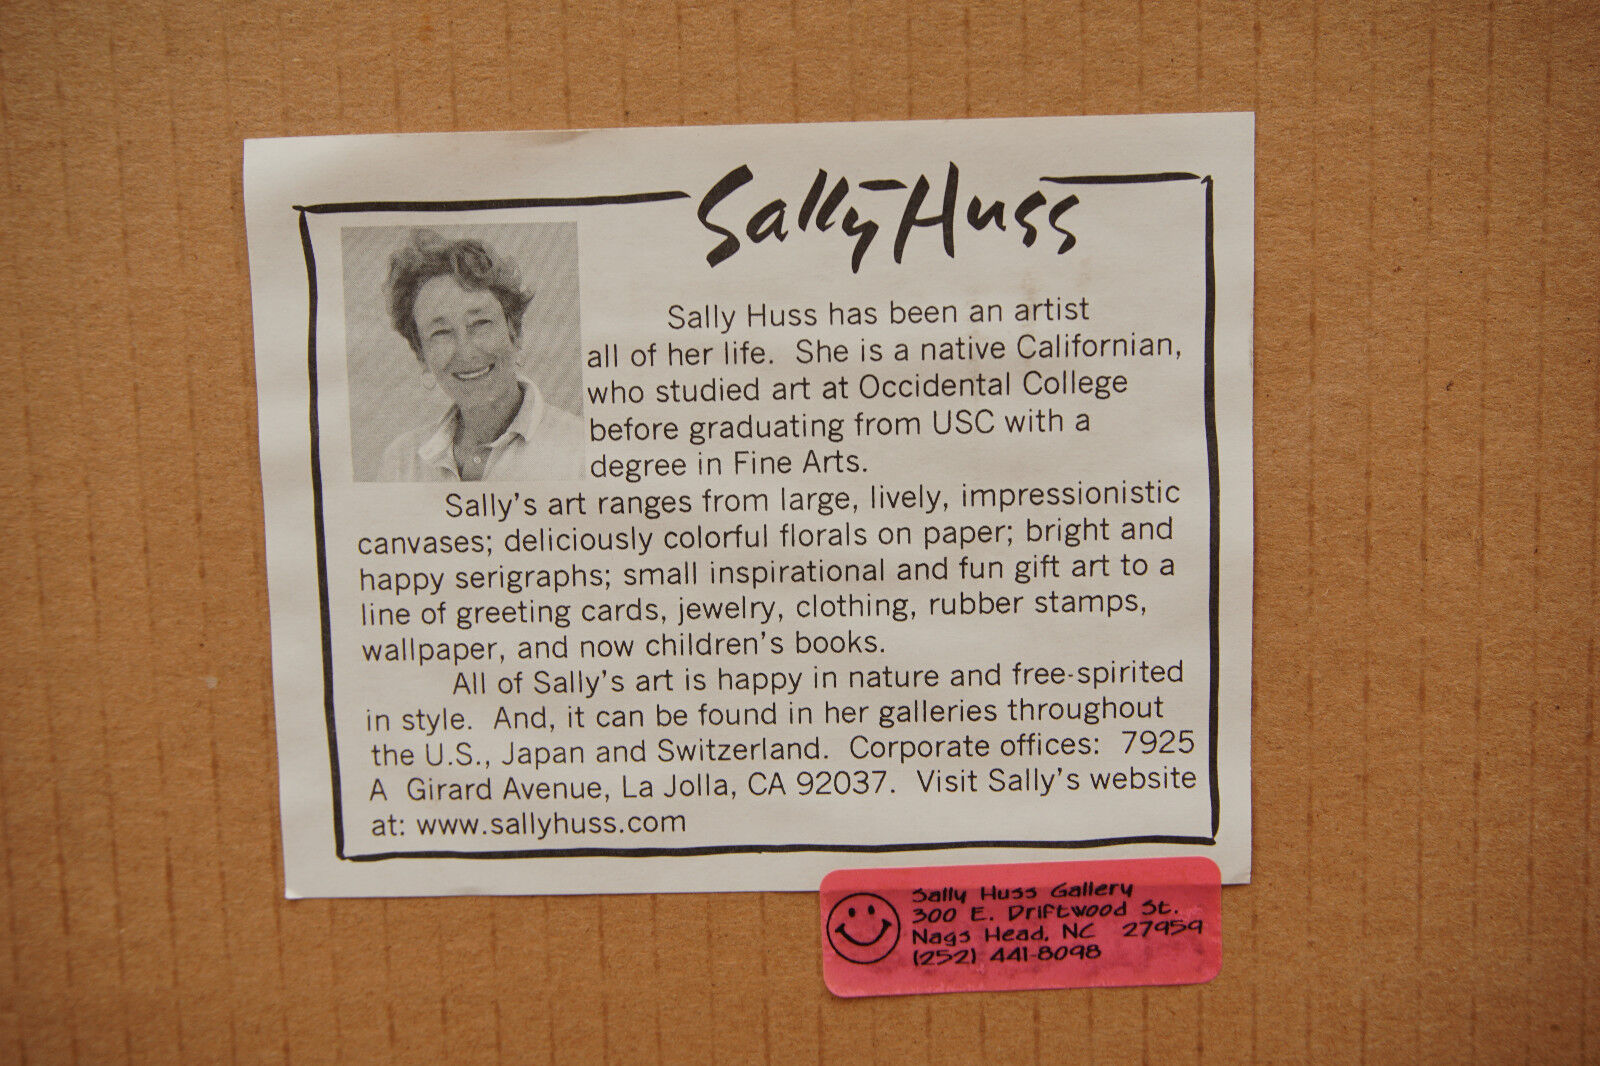 Sally Huss
Sally Huss has been an artist
all of her life. She is a native Californian,
who studied art at Occidental College
before graduating from USC with a
degree in Fine Arts.
Sally's art ranges from large, lively, impressionistic
canvases; deliciously colorful florals on paper; bright and
happy serigraphs; small inspirational and fun gift art to a
line of greeting cards, jewelry, clothing, rubber stamps,
wallpaper, and now children's books.
All of Sally's art is happy in nature and free-spirited
in style. And, it can be found in her galleries throughout
the U.S., Japan and Switzerland. Corporate offices: 7925
A Girard Avenue, La Jolla, CA 92037. Visit Sally's website
at: www.sallyhuss.com
Sally Huss Gallery
300 E. Driftwood St.
Nags Head, NC 27959
(252) 441-8098